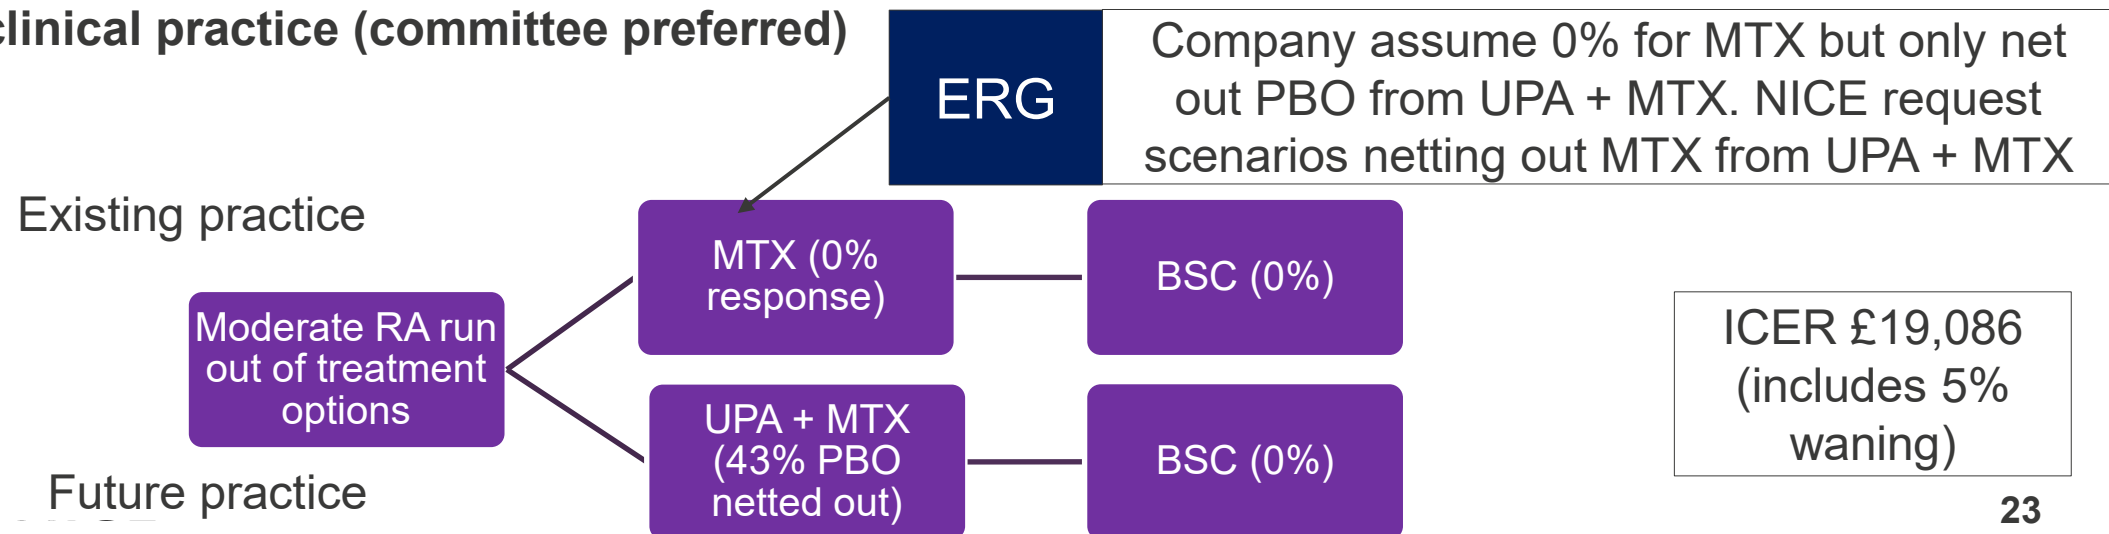 clinical practice (committee preferred)
ERG
Company assume 0% for MTX but only net
out PBO from UPA + MTX. NICE request
scenarios netting out MTX from UPA + MTX
Existing practice
MTX (0%
response)
BSC (0%)
Moderate RA run
out of treatment
options
ICER £19,086
(includes 5%
waning)
UPA + MTX
(43% PBO
netted out)
BSC (0%)
Future practice
23